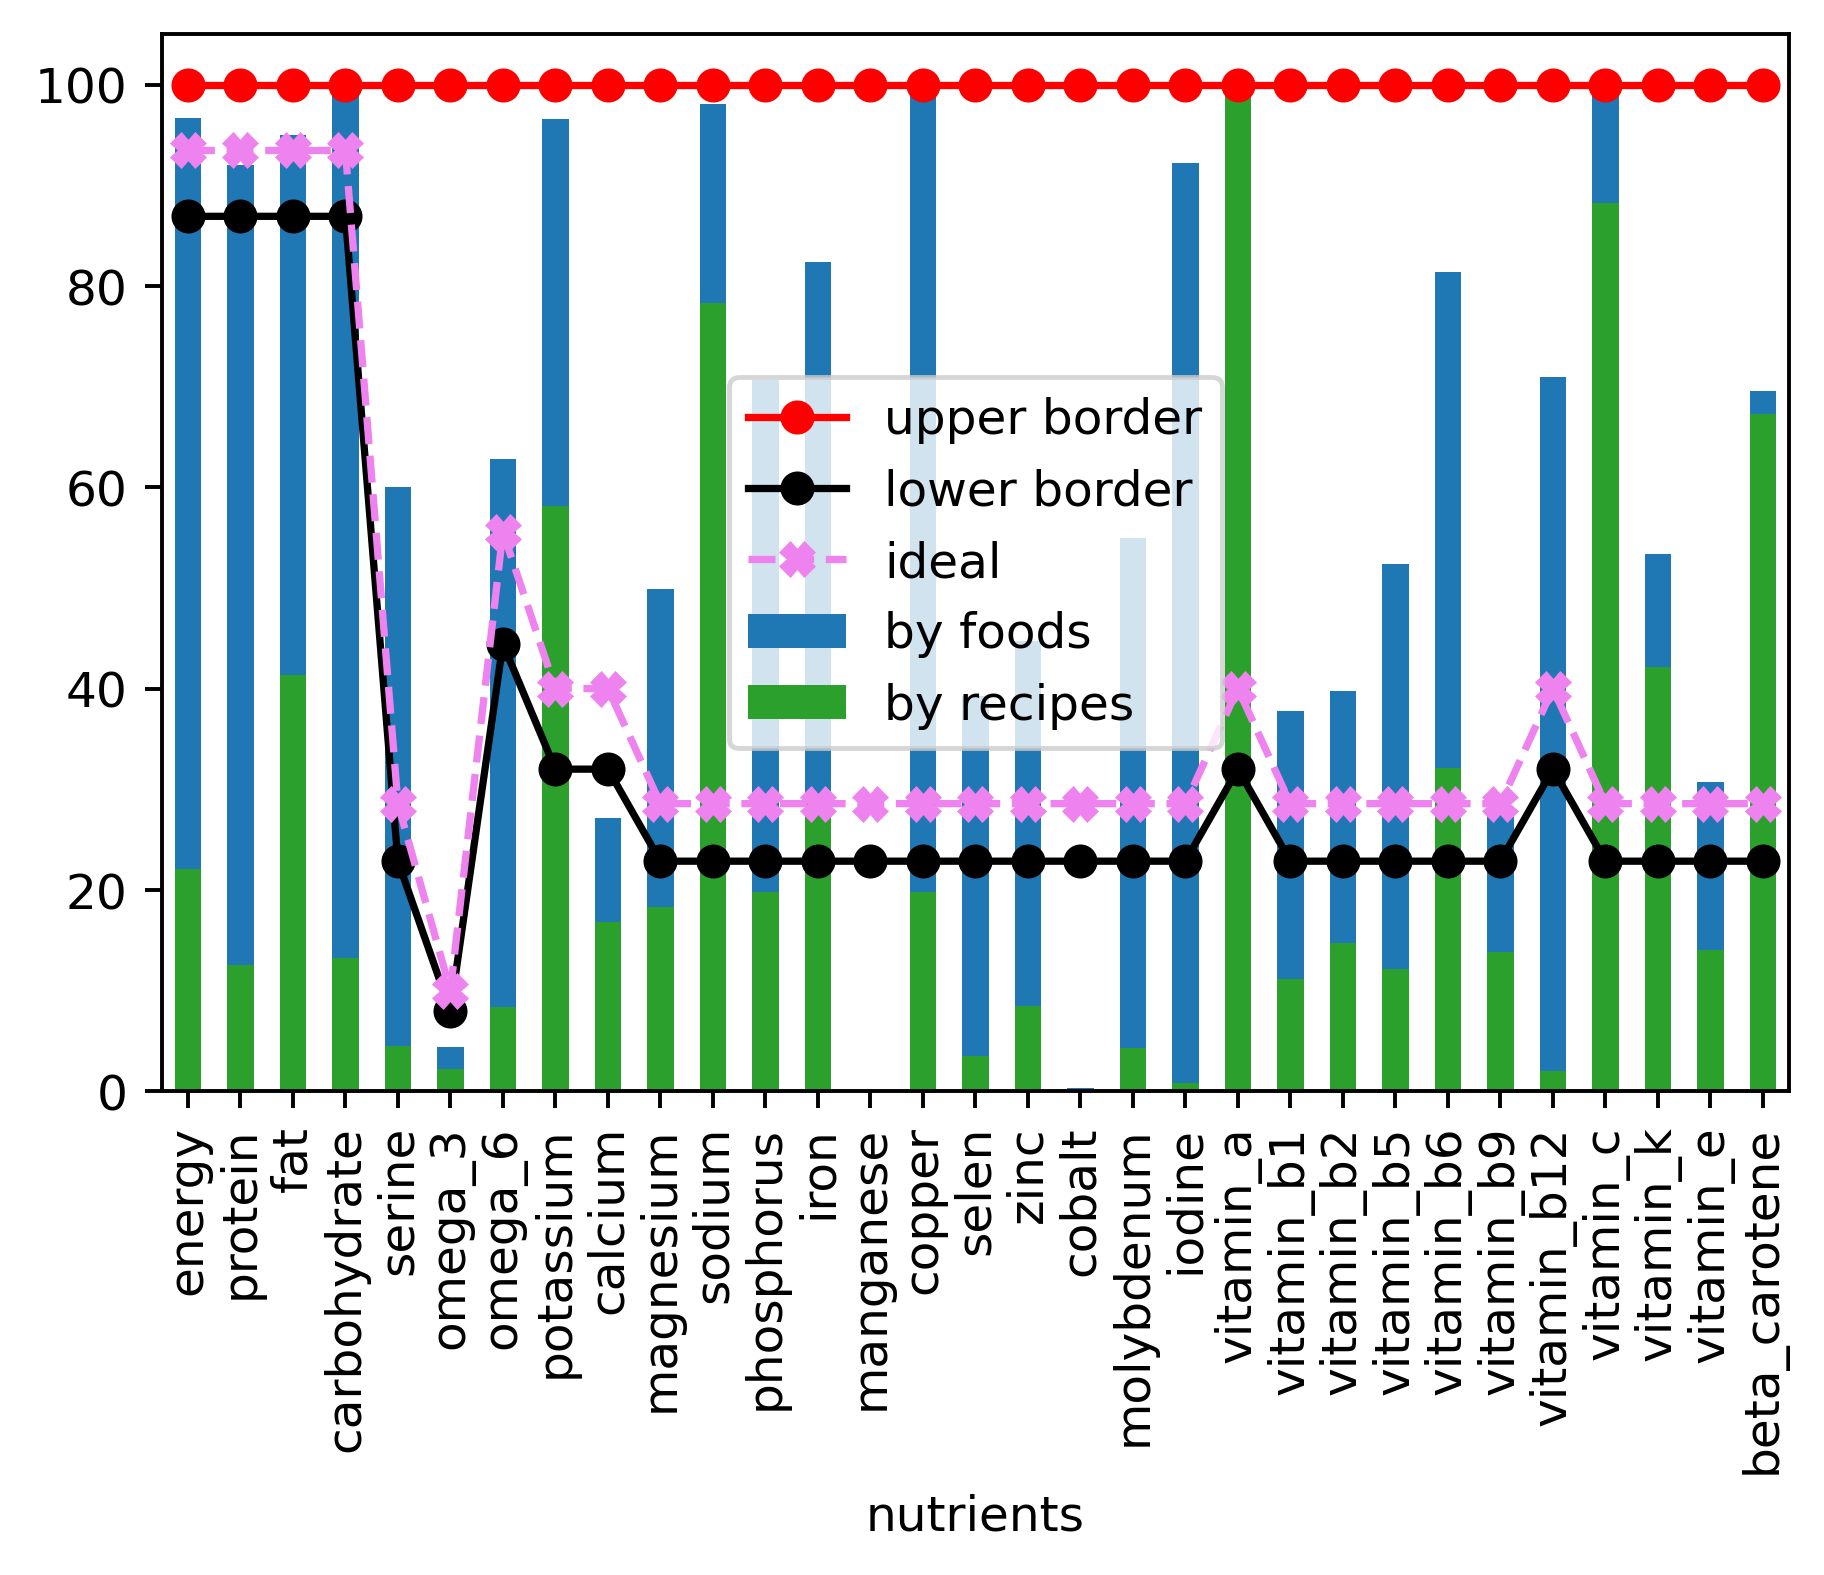 100
80
60
40
20
0
upper border
lower border
ideal
by foods
by recipes
energy
protein
fat
carbohydrate
serine
omega_3
omega_6
potassium
calcium
magnesium
sodium
phosphorus
iron
manganese
copper
selen
zinc
cobalt
molybdenum
iodine
vitamin_a
vitamin_b1
vitamin_b2
vitamin_b5
vitamin_b6
vitamin_b9
vitamin_b12
vitamin_c
vitamin_k
vitamin_e
beta_carotene
nutrients